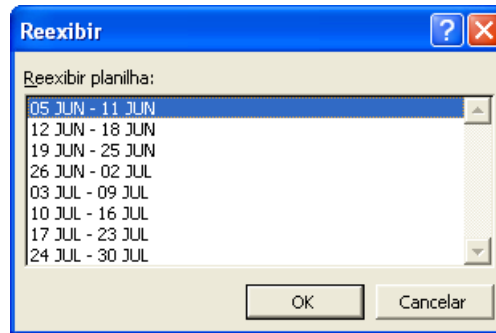 Reexibir
Reexibir planilha:
05 JUN - 11 JUN
12 JUN - 18 JUN
19 JUN - 25 JUN
26 JUN - 02 JUL
03 JUL - 09 JUL
10 JUL - 16 JUL
17 JUL - 23 JUL
24 JUL - 30 JUL
OK
Cancelar